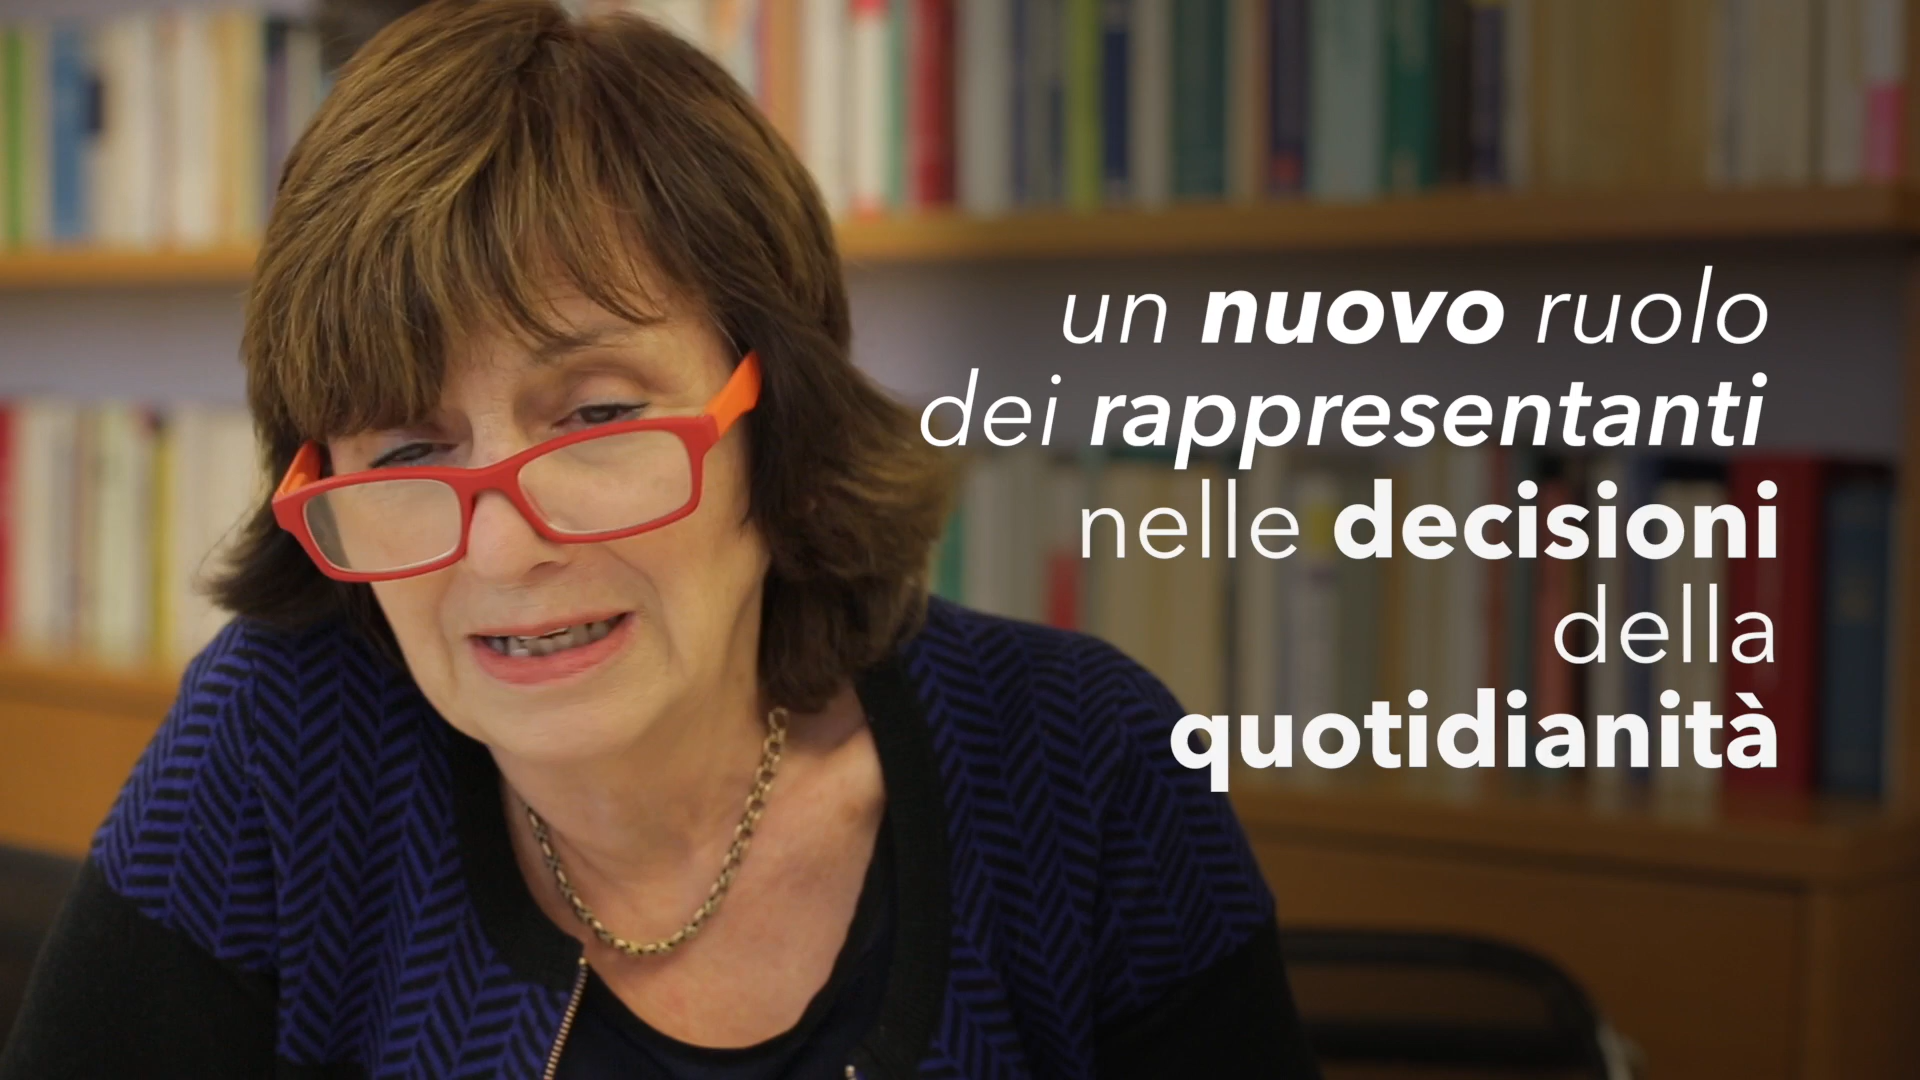 un nuovo ruolo
dei rappresentanti
nelle decisioni
della
quotidianità